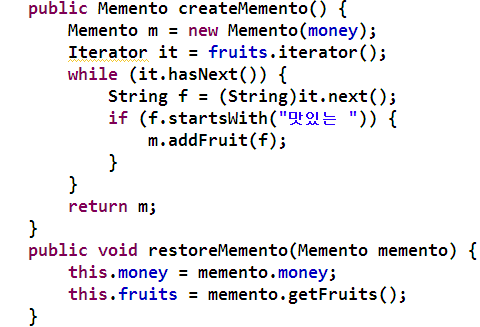 public Memento createMemento() {
Memento m = new Memento(money);
Iterator it = fruits.iterator();
while (it.hasNext()) {
String f = (String)it.next();
if (f.startsWith("맛있는 ")) {
m.addFruit(f);
}
}
return m;
}
public void restoreMemento(Memento memento) {
this.money = memento.money;
this.fruits = memento.getFruits();
}